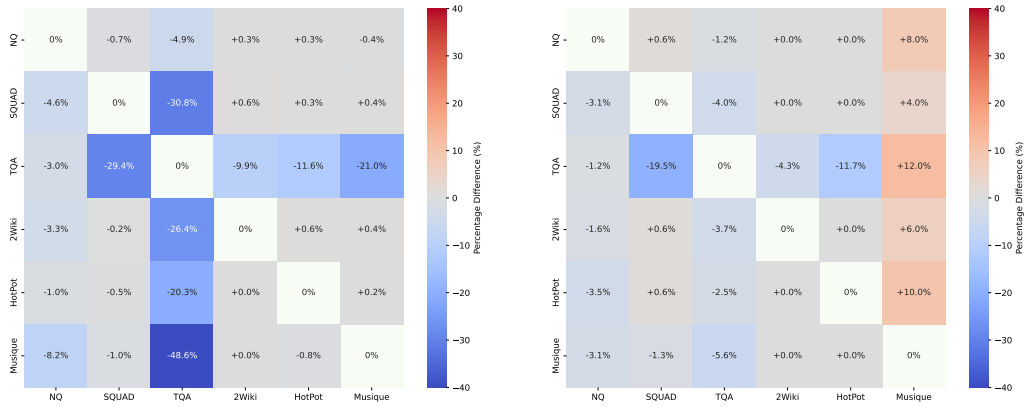 NQ 0% -0.7% -4.9% +0.3% +0.3% -0.4%
SQUAD -4.6% 0% -30.8% +0.6% +0.3% +0.4%
TQA -3.0% -29.4% 0% -9.9% -11.6% -21.0%
2Wiki -3.3% -0.2% -26.4% 0% +0.6% +0.4%
HotPot -1.0% -0.5% -20.3% +0.0% 0% +0.2%
Musique -8.2% -1.0% -48.6% +0.0% -0.8% 0%
NQ SQUAD TQA 2Wiki HotPot Musique
40
30
20
10
0
−10
−20
−30
−40
Percentage Difference (%)
NQ 0% +0.6% -1.2% +0.0% +0.0% +8.0%
SQUAD -3.1% 0% -4.0% +0.0% +0.0% +4.0%
TQA -1.2% -19.5% 0% -4.3% -11.7% +12.0%
2Wiki -1.6% +0.6% -3.7% 0% +0.0% +6.0%
HotPot -3.5% +0.6% -2.5% +0.0% 0% +10.0%
Musique -3.1% -1.3% -5.6% +0.0% +0.0% 0%
NQ SQUAD TQA 2Wiki HotPot Musique
40
30
20
10
0
−10
−20
−30
−40
Percentage Difference (%)